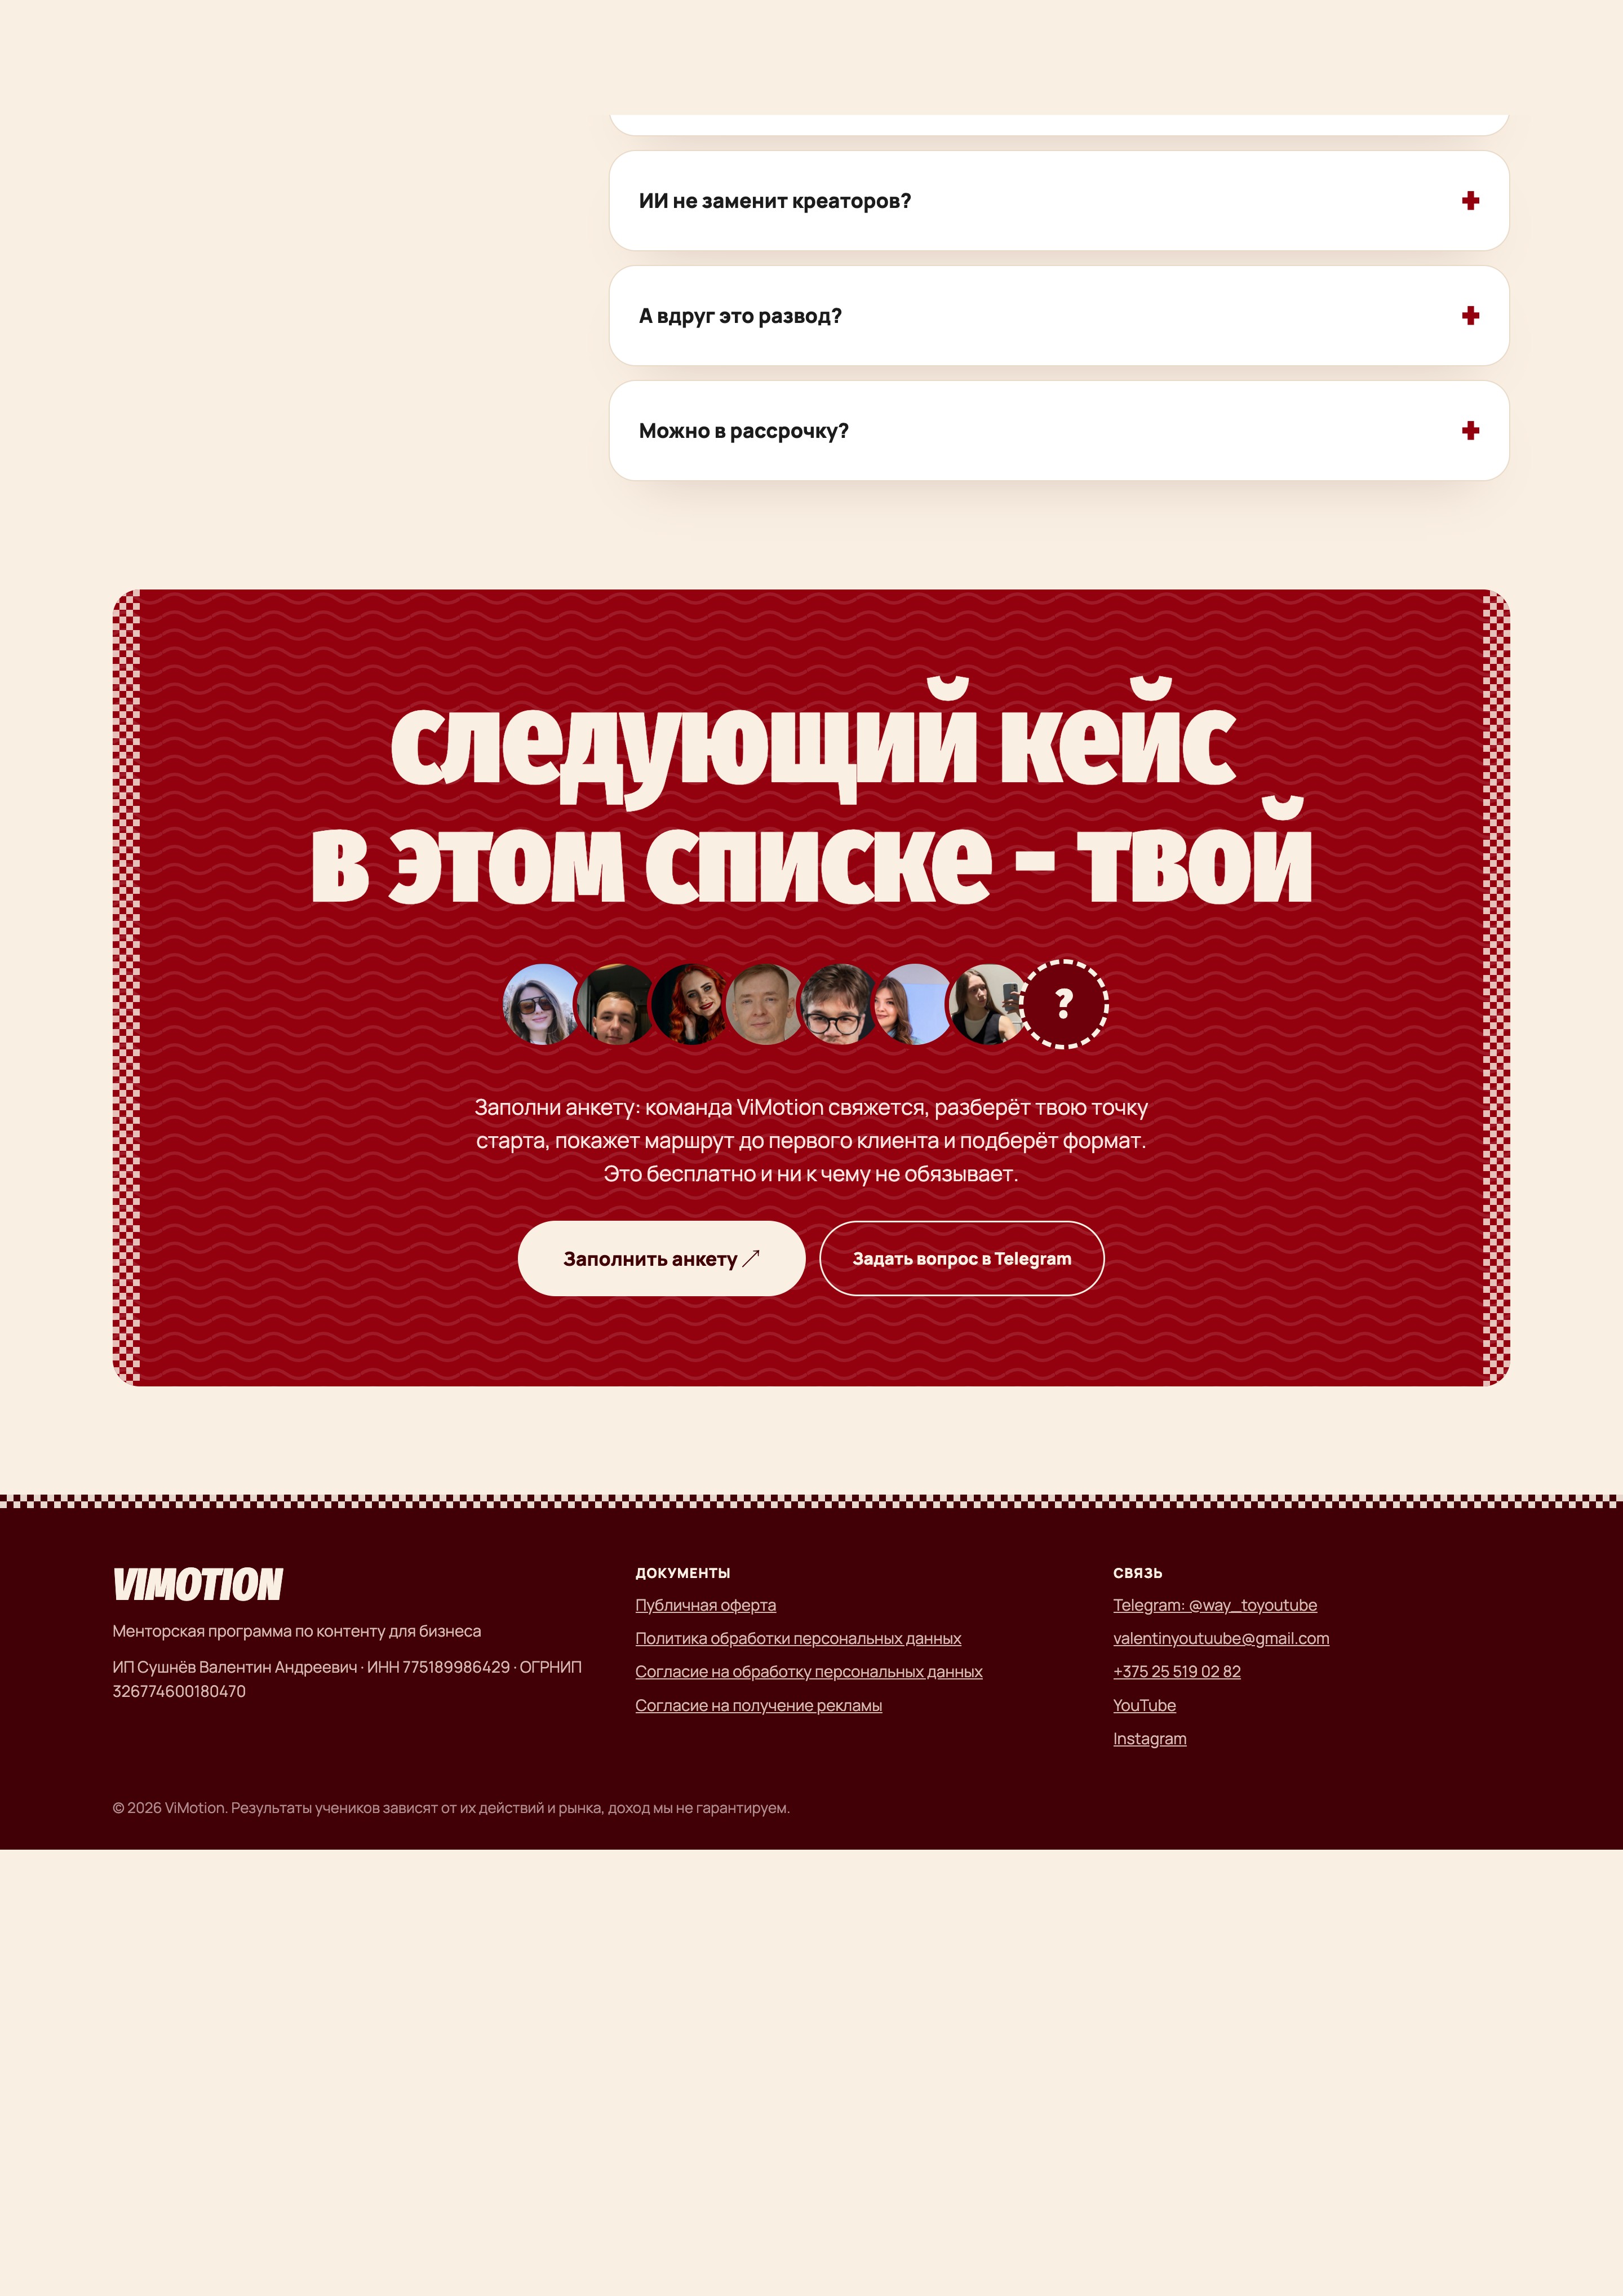 ИИ не заменит креаторов?
А вдруг это развод?
Можно в рассрочку?
следующий кейс
в этом списке - твой
?
Заполни анкету: команда ViMotion свяжется, разберёт твою точку
старта, покажет маршрут до первого клиента и подберёт формат.
Это бесплатно и ни к чему не обязывает.
Заполнить анкету ↗
Задать вопрос в Telegram
VIMOTION
Менторская программа по контенту для бизнеса
ИП Сушнёв Валентин Андреевич · ИНН 775189986429 · ОГРНИП
326774600180470
ДОКУМЕНТЫ
Публичная оферта
Политика обработки персональных данных
Согласие на обработку персональных данных
Согласие на получение рекламы
СВЯЗЬ
Telegram: @way_toyoutube
valentinyoutuube@gmail.com
+375 25 519 02 82
YouTube
Instagram
© 2026 ViMotion. Результаты учеников зависят от их действий и рынка, доход мы не гарантируем.